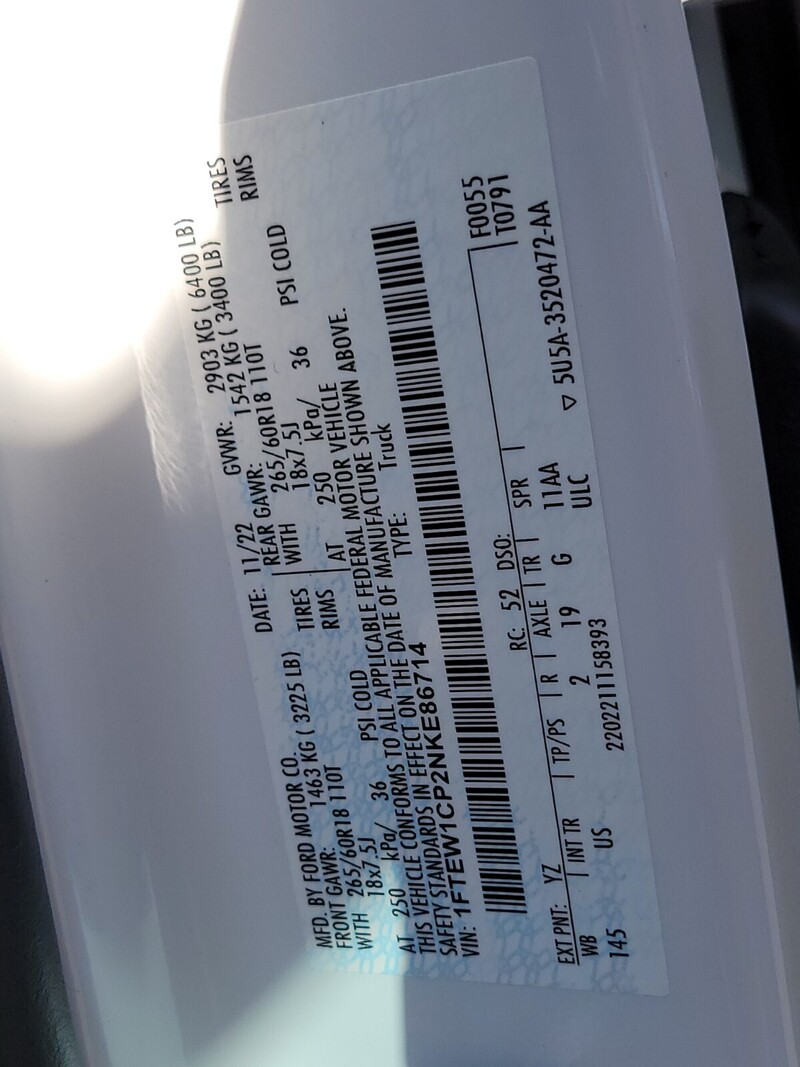 MFD. BY FORD MOTOR CO. DATE: 11/22 GVWR: 2903 KG ( 6400 LB)
FRONT GAWR: 1463 KG ( 3225 LB) REAR GAWR: 1542 KG ( 3400 LB)
WITH 265/60R18 110T TIRES WITH 265/60R18 110T TIRES
18x7.5J RIMS 18x7.5J RIMS
AT 250 kPa/ 36 PSI COLD AT 250 kPa/ 36 PSI COLD
THIS VEHICLE CONFORMS TO ALL APPLICABLE FEDERAL MOTOR VEHICLE
SAFETY STANDARDS IN EFFECT ON THE DATE OF MANUFACTURE SHOWN ABOVE.
VIN: 1FTEW1CP2NKE86714 TYPE: Truck
F0055
EXT PNT: YZ RC: 52 DSO: T0791
WB INT TR TP/PS R AXLE TR SPR
145 US 2 19 G 11AA ▽ 5U5A-3520472-AA
2202211158393 ULC